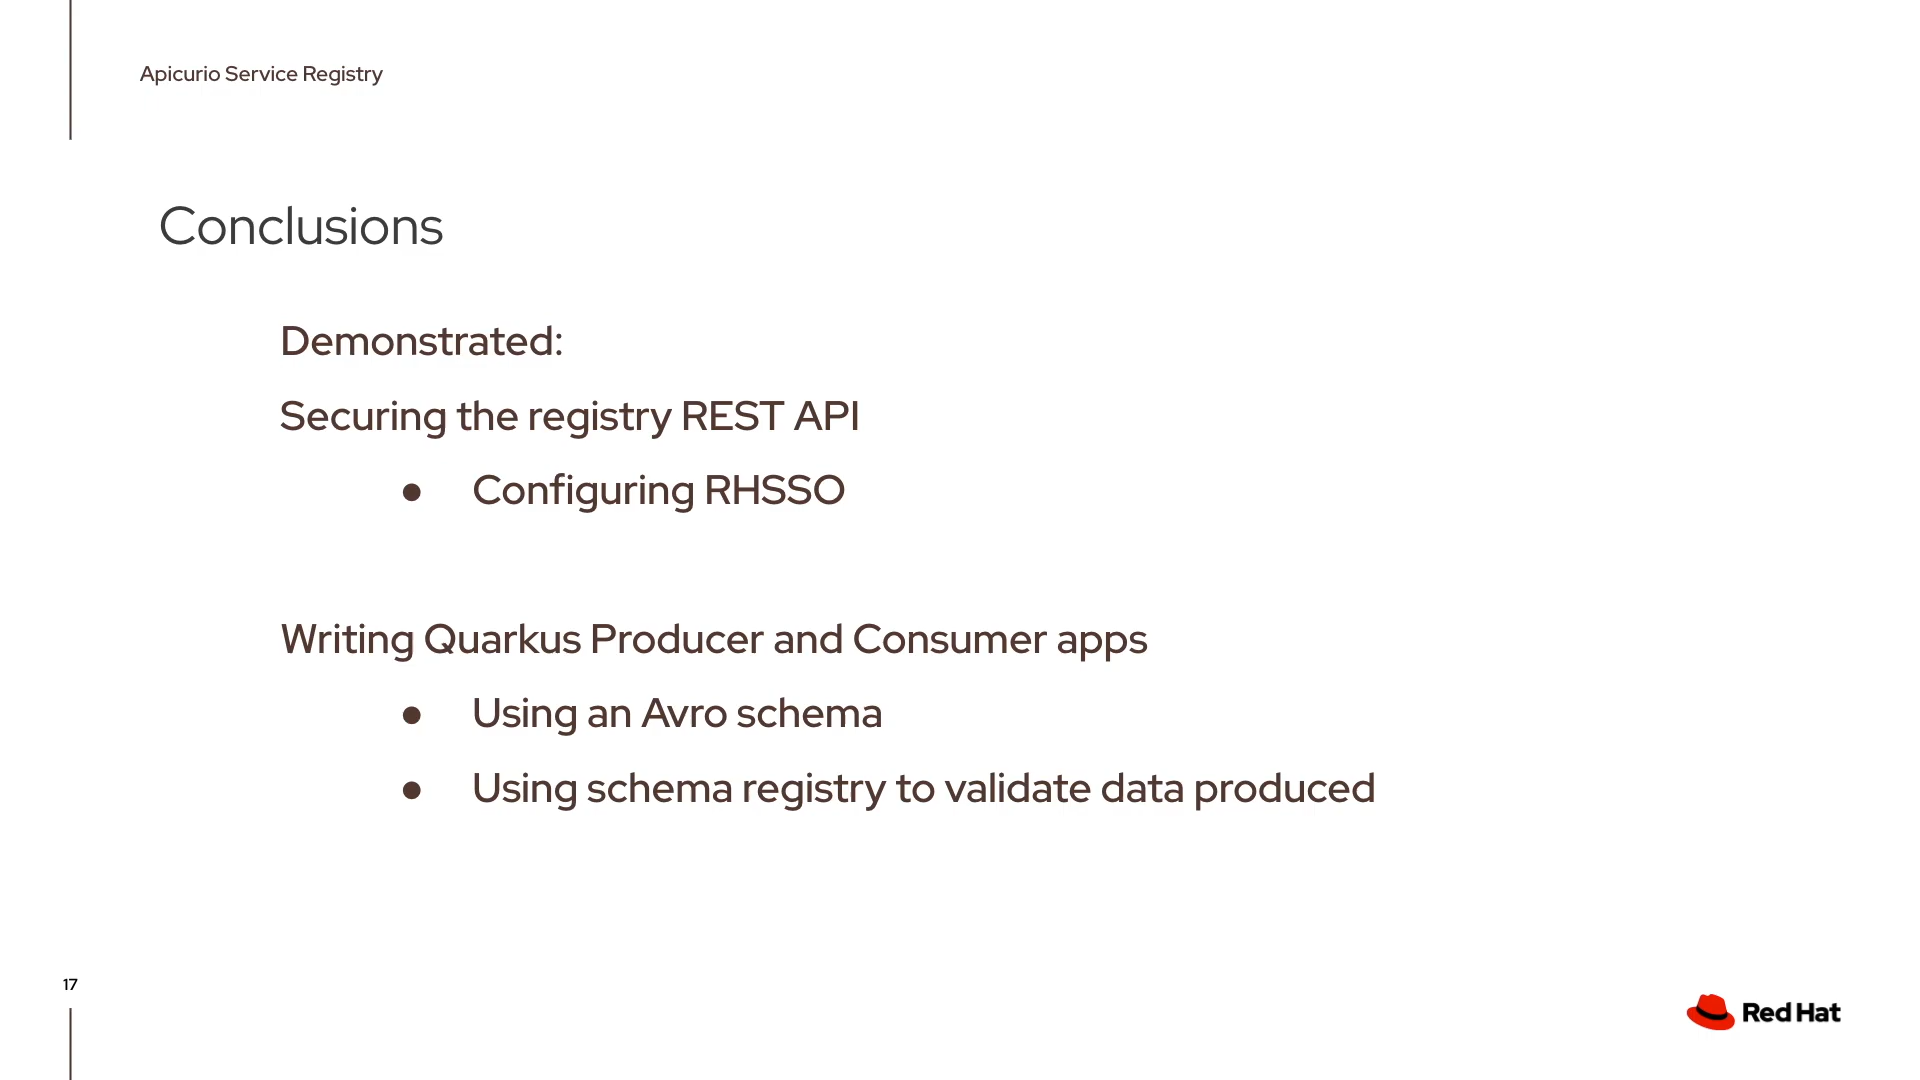 Apicurio Service Registry
Conclusions
Demonstrated:
Securing the registry REST API
● Configuring RHSSO
Writing Quarkus Producer and Consumer apps
● Using an Avro schema
● Using schema registry to validate data produced
17
Red Hat